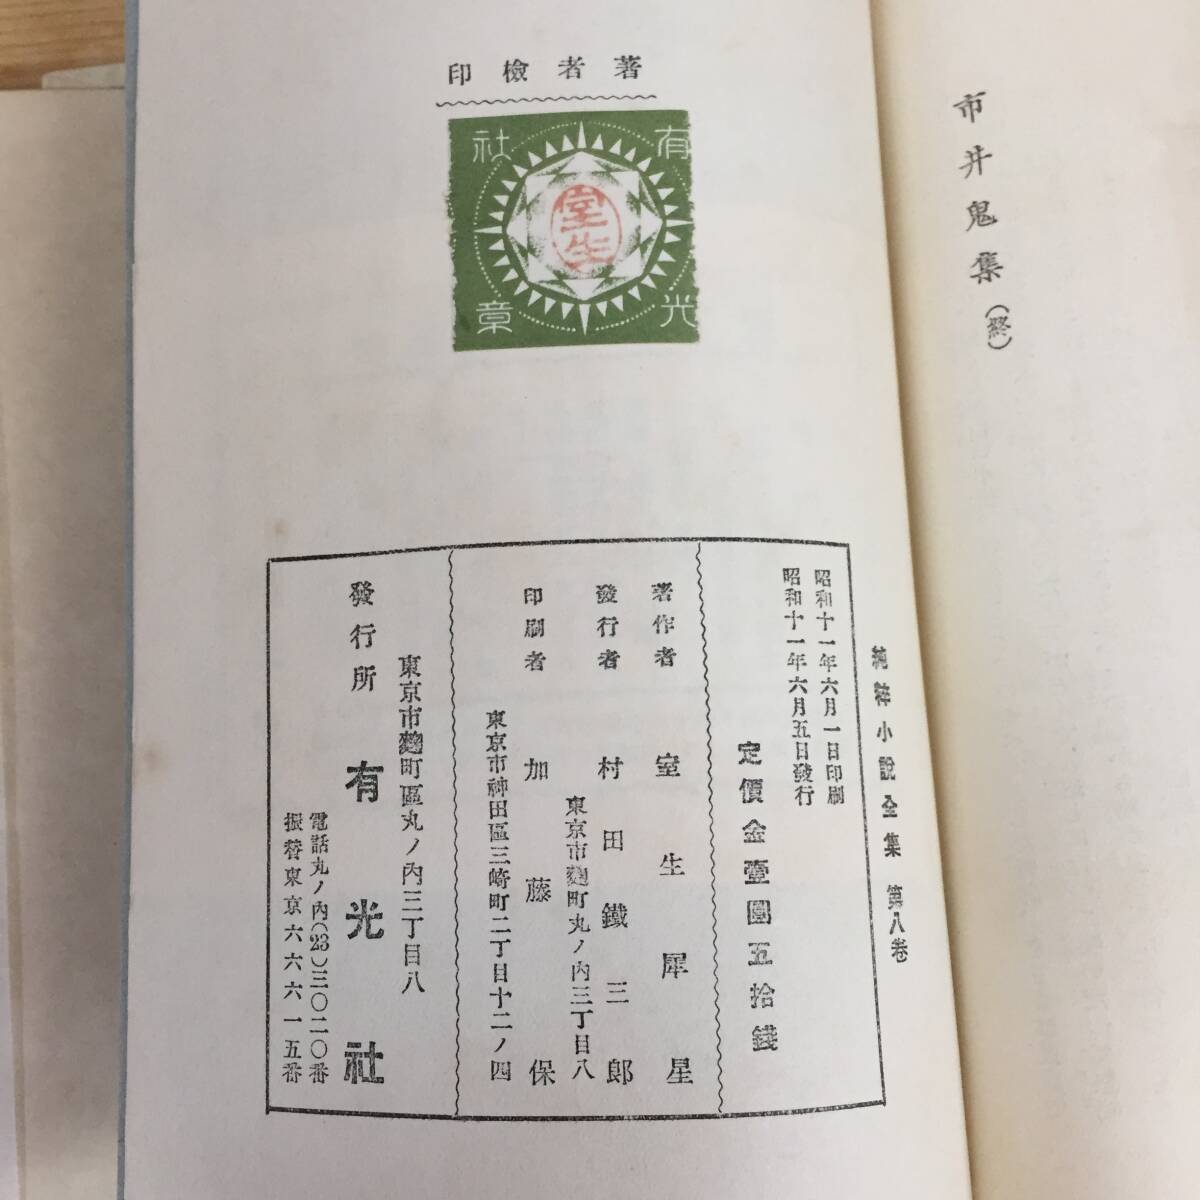 市井鬼集(終)
著者檢印
有光
社章
室生
純粹小說全集 第八卷
昭和十一年六月一日印刷
昭和十一年六月五日發行
定價金壹圓五拾錢
著作者 室生犀星
發行者 村田鐵三郎
東京市麴町丸ノ內三丁目八
印刷者 加藤保
東京市神田區三崎町二丁目十二ノ四
東京市麴町區丸ノ內三丁目八
發行所 有光社
電話丸ノ內(23)三〇二〇番
振替東京六六六一五番